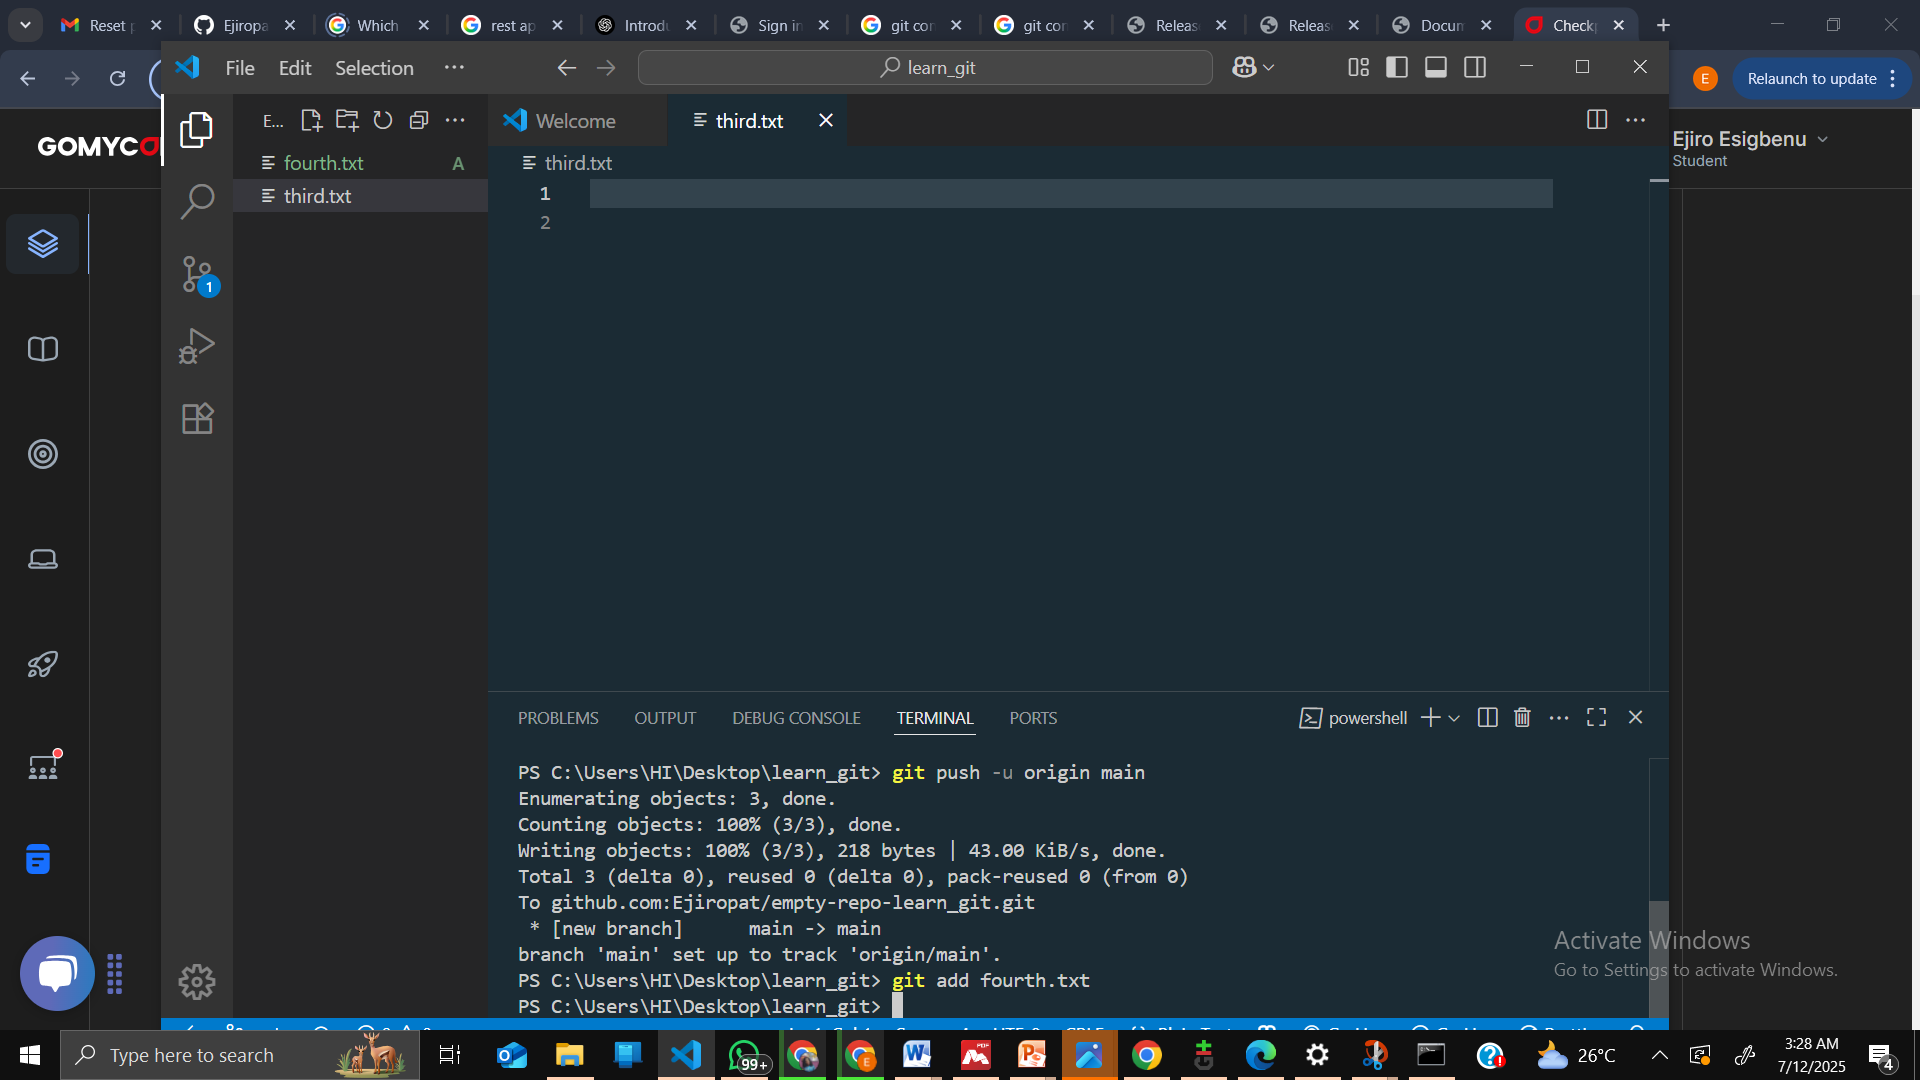 Reset p
Ejiropa
Which
rest ap
Introdu
Sign in
git con
git con
Releas
Releas
Docum
Check
File Edit Selection ···
learn_git
E
Relaunch to update
GOMYCO
Ejiro Esigbenu
Student
E...
Welcome
third.txt
fourth.txt A
third.txt
third.txt
1
2
1
PROBLEMS OUTPUT DEBUG CONSOLE TERMINAL PORTS
powershell
PS C:\Users\HI\Desktop\learn_git> git push -u origin main
Enumerating objects: 3, done.
Counting objects: 100% (3/3), done.
Writing objects: 100% (3/3), 218 bytes | 43.00 KiB/s, done.
Total 3 (delta 0), reused 0 (delta 0), pack-reused 0 (from 0)
To github.com:Ejiropat/empty-repo-learn_git.git
* [new branch] main -> main
branch 'main' set up to track 'origin/main'.
PS C:\Users\HI\Desktop\learn_git> git add fourth.txt
PS C:\Users\HI\Desktop\learn_git>
Activate Windows
Go to Settings to activate Windows.
Type here to search
99+
26°C
3:28 AM
7/12/2025
4